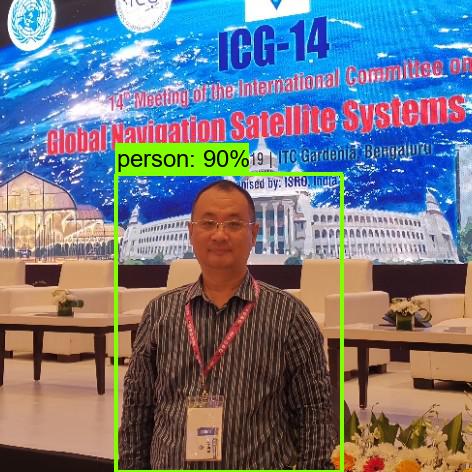 ICG
ICG-14
14th Meeting of the International Committee on
Global Navigation Satellite Systems
person: 90%
19 | ITC Gardenia, Bengaluru
nised by: ISRO, India